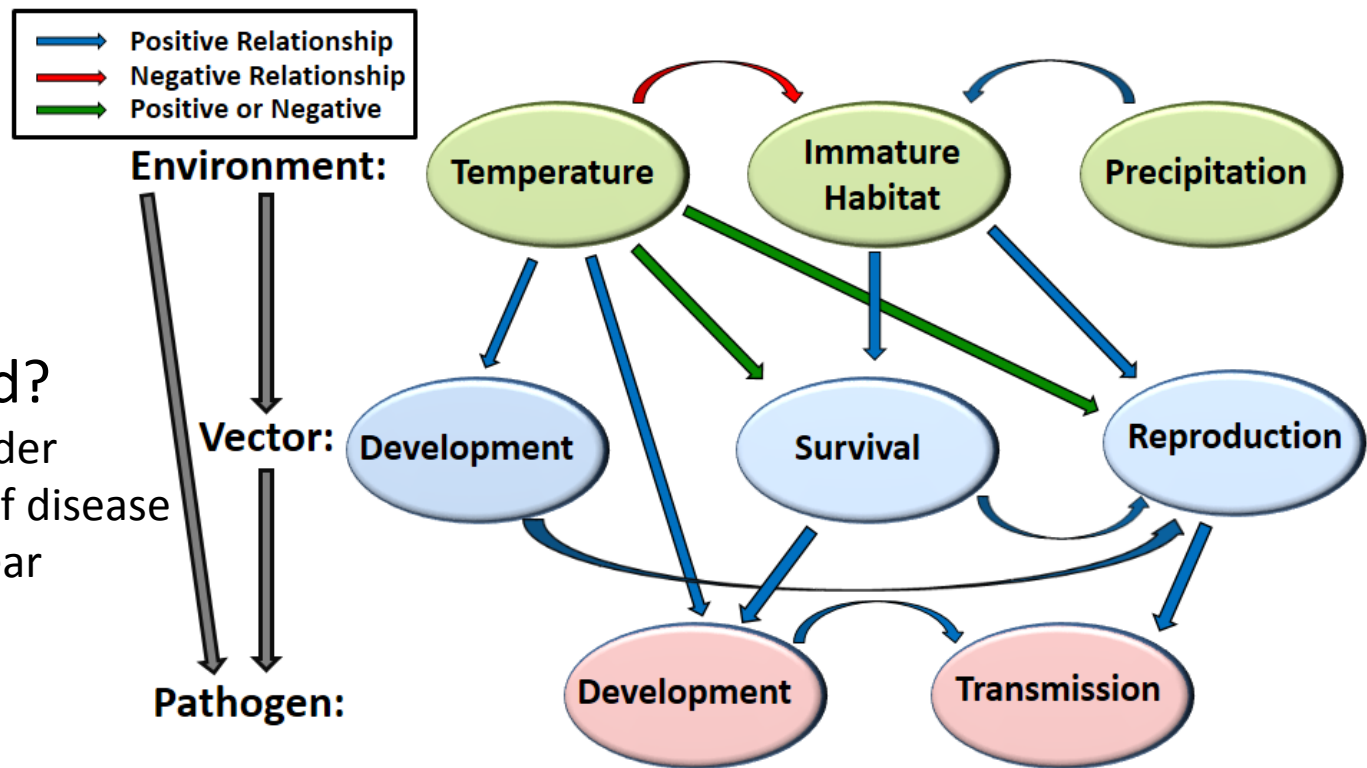 Positive Relationship
Negative Relationship
Positive or Negative
Environment:
Temperature
Immature
Habitat
Precipitation
Vector:
Development
Survival
Reproduction
Pathogen:
Development
Transmission
d?
der
f disease
ar